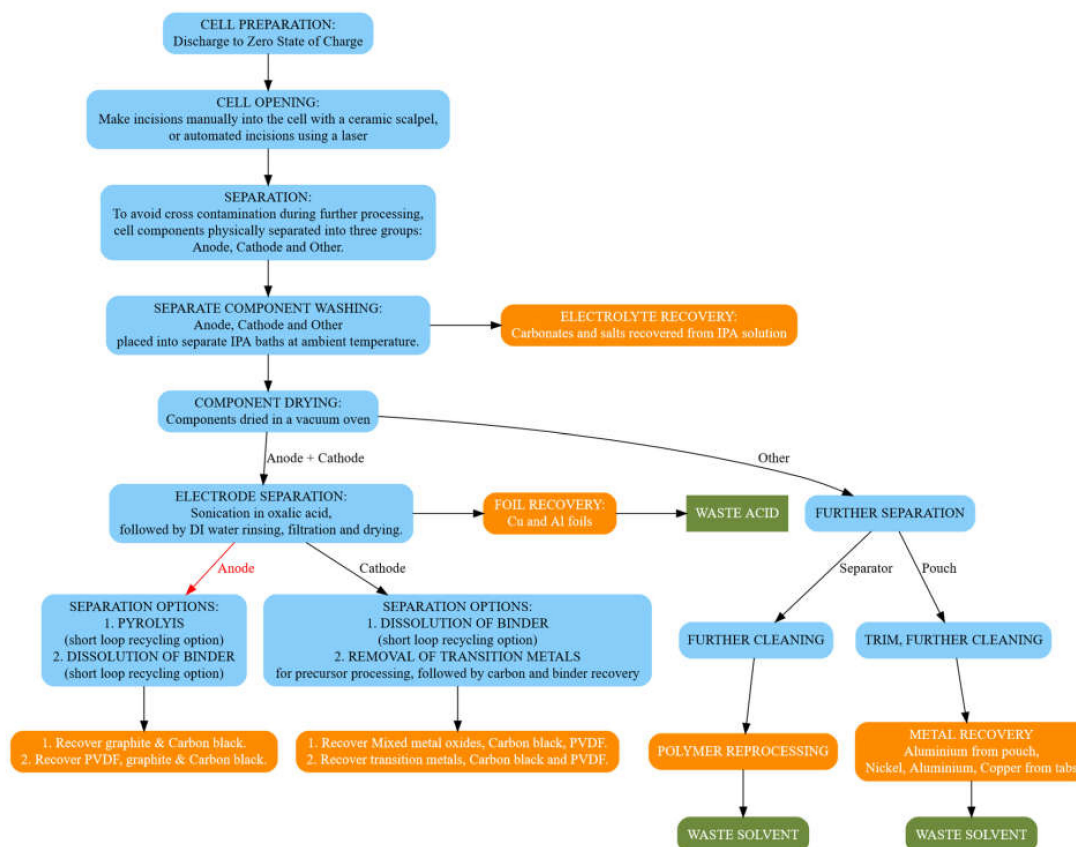 CELL PREPARATION:
Discharge to Zero State of Charge
CELL OPENING:
Make incisions manually into the cell with a ceramic scalpel,
or automated incisions using a laser
SEPARATION:
To avoid cross contamination during further processing,
cell components physically separated into three groups:
Anode, Cathode and Other.
SEPARATE COMPONENT WASHING:
Anode, Cathode and Other
placed into separate IPA baths at ambient temperature.
ELECTROLYTE RECOVERY:
Carbonates and salts recovered from IPA solution
COMPONENT DRYING:
Components dried in a vacuum oven
Anode + Cathode
Other
ELECTRODE SEPARATION:
Sonication in oxalic acid,
followed by DI water rinsing, filtration and drying.
FOIL RECOVERY:
Cu and Al foils
WASTE ACID
FURTHER SEPARATION
Anode
Cathode
Separator
Pouch
SEPARATION OPTIONS:
1. PYROLYIS
(short loop recycling option)
2. DISSOLUTION OF BINDER
(short loop recycling option)
SEPARATION OPTIONS:
1. DISSOLUTION OF BINDER
(short loop recycling option)
2. REMOVAL OF TRANSITION METALS
for precursor processing, followed by carbon and binder recovery
FURTHER CLEANING
TRIM, FURTHER CLEANING
1. Recover graphite & Carbon black.
2. Recover PVDF, graphite & Carbon black.
1. Recover Mixed metal oxides, Carbon black, PVDF.
2. Recover transition metals, Carbon black and PVDF.
POLYMER REPROCESSING
METAL RECOVERY
Aluminium from pouch,
Nickel, Aluminium, Copper from tabs
WASTE SOLVENT
WASTE SOLVENT